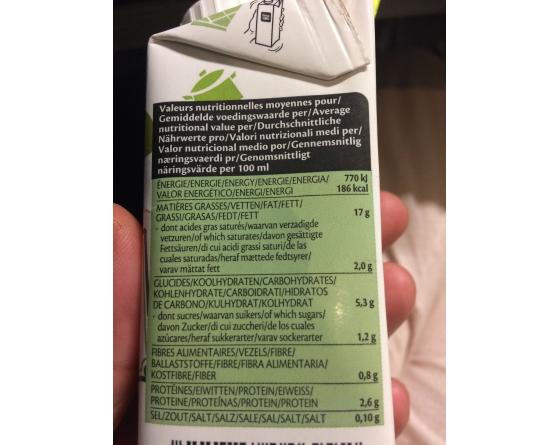 Valeurs nutritionnelles moyennes pour/
Gemiddelde voedingswaarde per/Average
nutritional value per/Durchschnittliche
Nährwerte pro/Valori nutrizionali medi per/
Valor nutricional medio por/Gennemsnitlig
næringsværdi pr/Genomsnittligt
näringsvärde per 100 ml
ÉNERGIE/ENERGIE/ENERGY/ENERGIE/ENERGIA/ 770 kJ
VALOR ENERGÉTICO/ENERGI/ENERGI 186 kcal
MATIÈRES GRASSES/VETTEN/FAT/FETT/
GRASSI/GRASAS/FEDT/FETT 17 g
- dont acides gras saturés/waarvan verzadigde
vetzuren/of which saturates/davon gesättigte
Fettsäuren/di cui acidi grassi saturi/de las
cuales saturadas/heraf mættede fedtsyrer/
varav mättat fett 2,0 g
GLUCIDES/KOOLHYDRATEN/CARBOHYDRATES/
KOHLENHYDRATE/CARBOIDRATI/HIDRATOS
DE CARBONO/KULHYDRAT/KOLHYDRAT 5,3 g
- dont sucres/waarvan suikers/of which sugars/
davon Zucker/di cui zuccheri/de los cuales
azúcares/heraf sukkerarter/varav sockerarter 1,2 g
FIBRES ALIMENTAIRES/VEZELS/FIBRE/
BALLASTSTOFFE/FIBRE/FIBRA ALIMENTARIA/
KOSTFIBRE/FIBER 0,8 g
PROTÉINES/EIWITTEN/PROTEIN/EIWEISS/
PROTEINE/PROTEÍNAS/PROTEIN/PROTEIN 2,6 g
SEL/ZOUT/SALT/SALZ/SALE/SAL/SALT/SALT 0,10 g